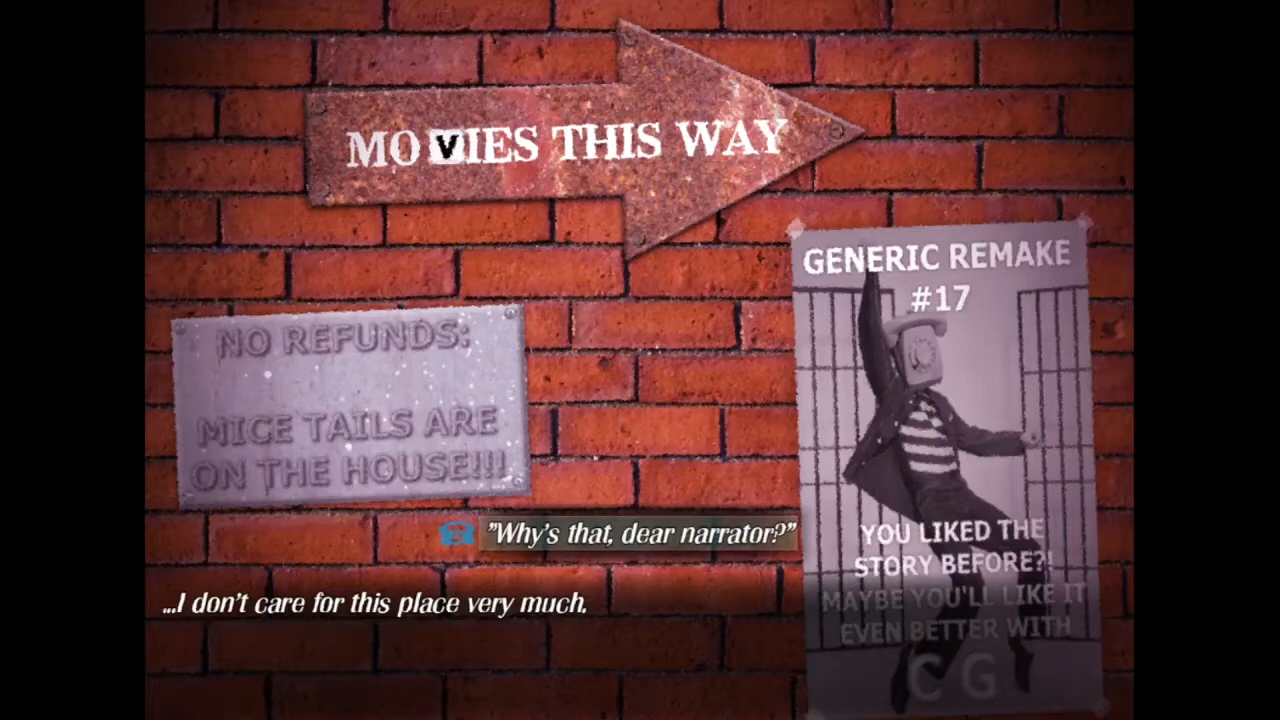 MOVIES THIS WAY
GENERIC REMAKE
#17
NO REFUNDS:
MICE TAILS ARE
ON THE HOUSE!!!
"Why's that, dear narrator?"
YOU LIKED THE
STORY BEFORE?!
MAYBE YOU'LL LIKE IT
EVEN BETTER WITH
CG
...I don't care for this place very much.